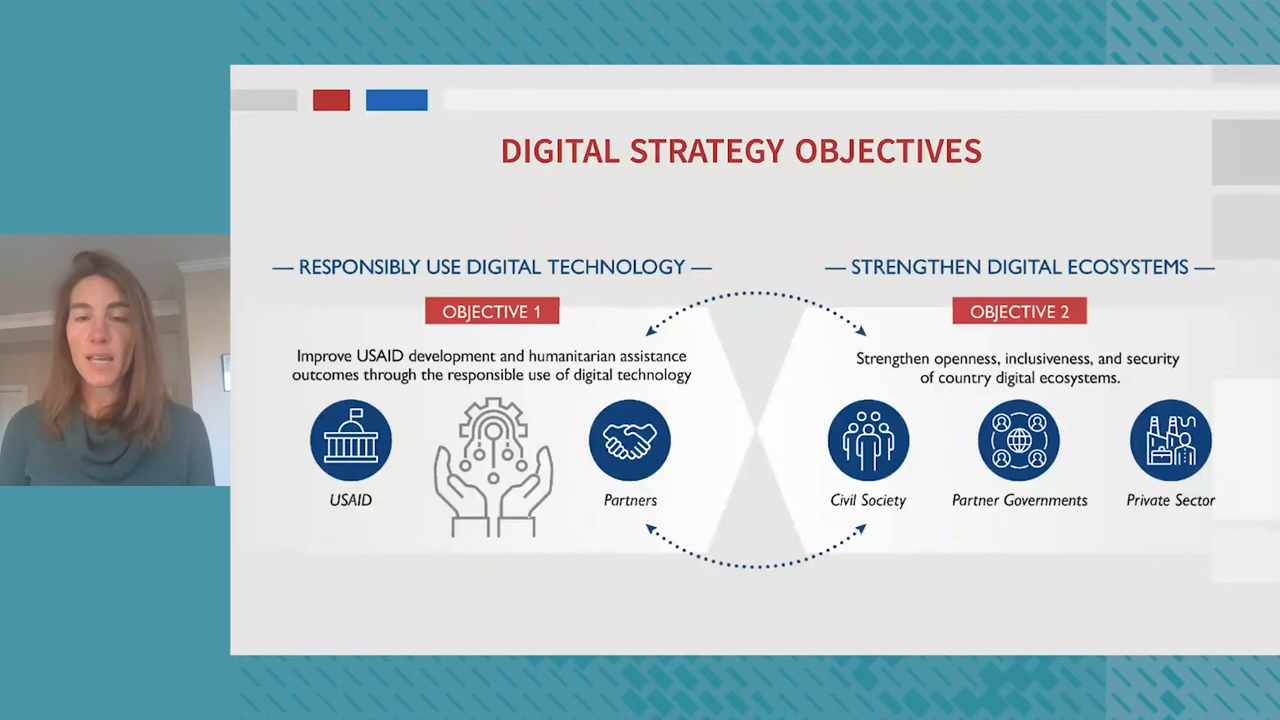 DIGITAL STRATEGY OBJECTIVES
— RESPONSIBLY USE DIGITAL TECHNOLOGY —
OBJECTIVE 1
Improve USAID development and humanitarian assistance
outcomes through the responsible use of digital technology
USAID
Partners
— STRENGTHEN DIGITAL ECOSYSTEMS —
OBJECTIVE 2
Strengthen openness, inclusiveness, and security
of country digital ecosystems.
Civil Society
Partner Governments
Private Sector